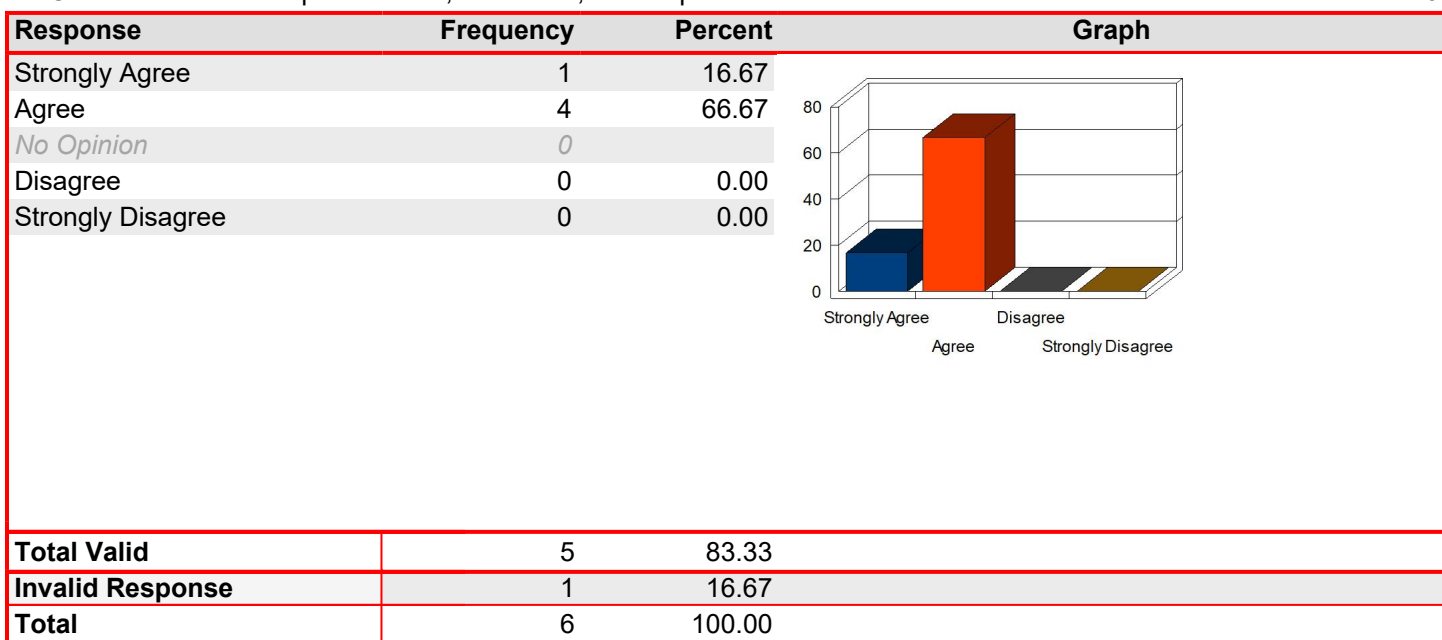 Response Frequency Percent Graph
Strongly Agree 1 16.67
Agree 4 66.67
No Opinion 0
Disagree 0 0.00
Strongly Disagree 0 0.00
80
60
40
20
0
Strongly Agree Disagree
Agree Strongly Disagree
Total Valid 5 83.33
Invalid Response 1 16.67
Total 6 100.00